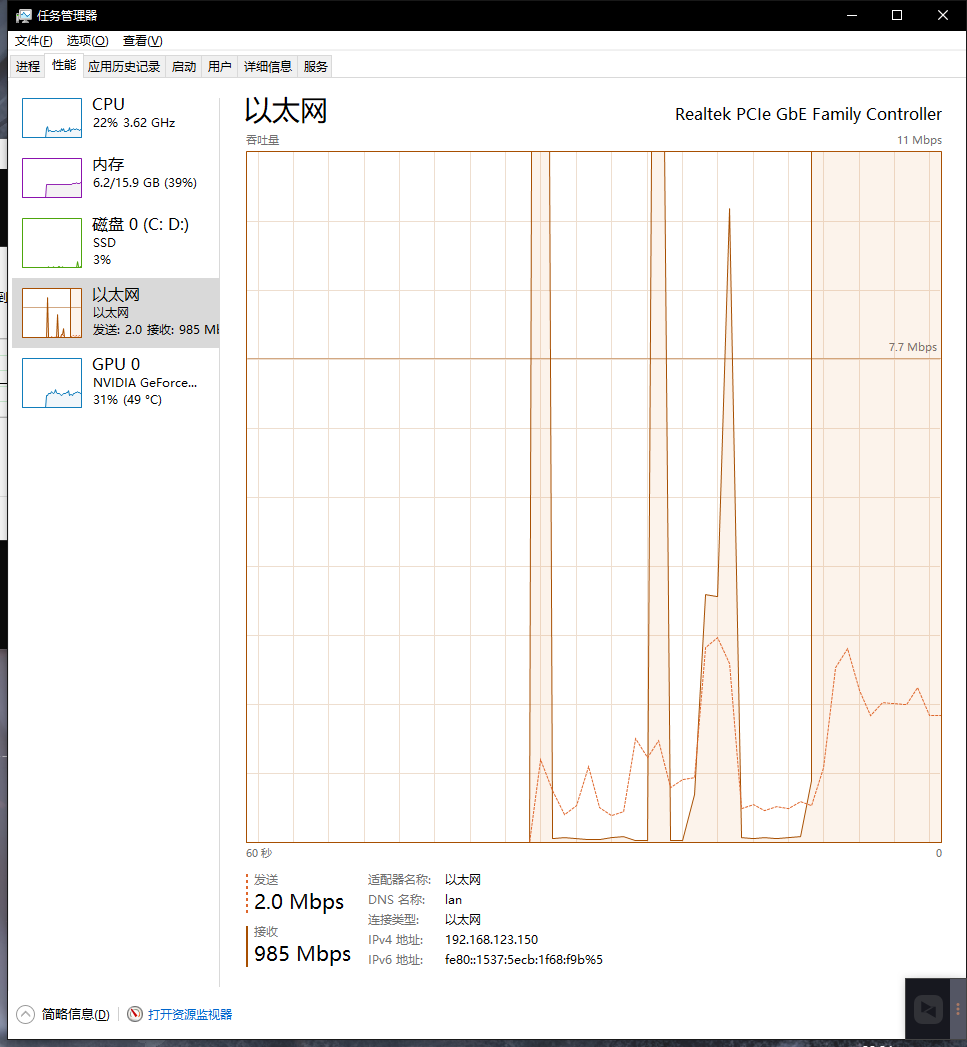 任务管理器
文件(F) 选项(O) 查看(V)
进程 性能 应用历史记录 启动 用户 详细信息 服务
CPU
22% 3.62 GHz
内存
6.2/15.9 GB (39%)
磁盘 0 (C: D:)
SSD
3%
以太网
以太网
发送: 2.0 接收: 985 Mb
GPU 0
NVIDIA GeForce...
31% (49 °C)
以太网
Realtek PCIe GbE Family Controller
吞吐量
11 Mbps
7.7 Mbps
60 秒
0
发送
2.0 Mbps
接收
985 Mbps
适配器名称: 以太网
DNS 名称: lan
连接类型: 以太网
IPv4 地址: 192.168.123.150
IPv6 地址: fe80::1537:5ecb:1f68:f9b%5
简略信息(D)
打开资源监视器